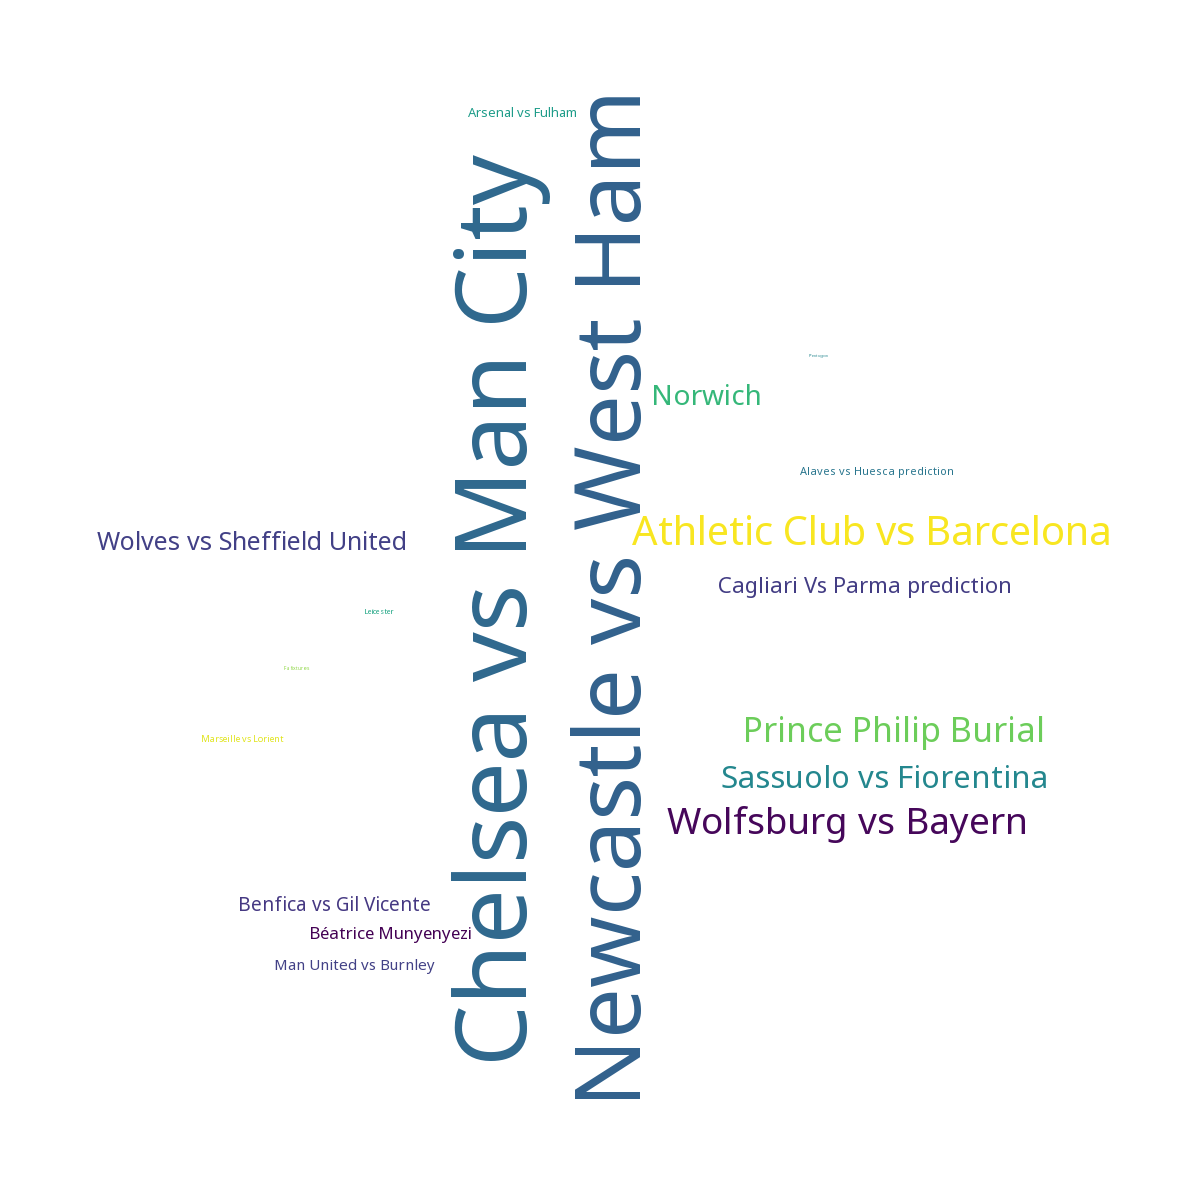 Arsenal vs Fulham
Chelsea vs Man City
Newcastle vs West Ham
Norwich
Alaves vs Huesca prediction
Athletic Club vs Barcelona
Wolves vs Sheffield United
Cagliari Vs Parma prediction
Leicester
Prince Philip Burial
Marseille vs Lorient
Sassuolo vs Fiorentina
Wolfsburg vs Bayern
Benfica vs Gil Vicente
Béatrice Munyenyezi
Man United vs Burnley